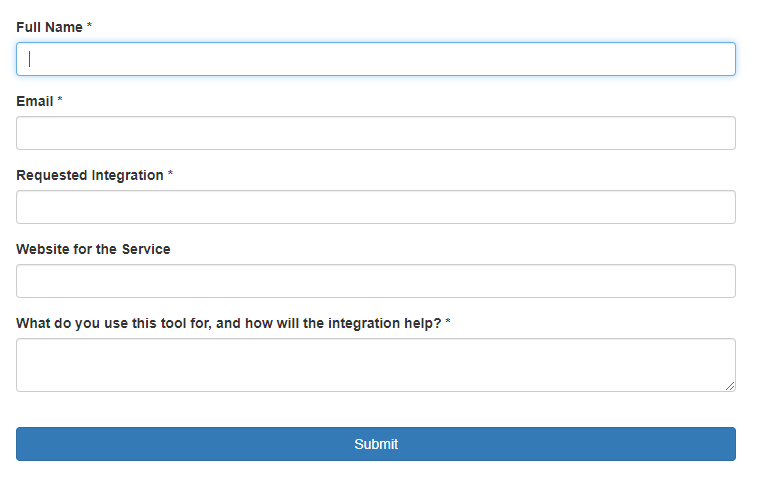 Full Name *
Email *
Requested Integration *
Website for the Service
What do you use this tool for, and how will the integration help? *
Submit